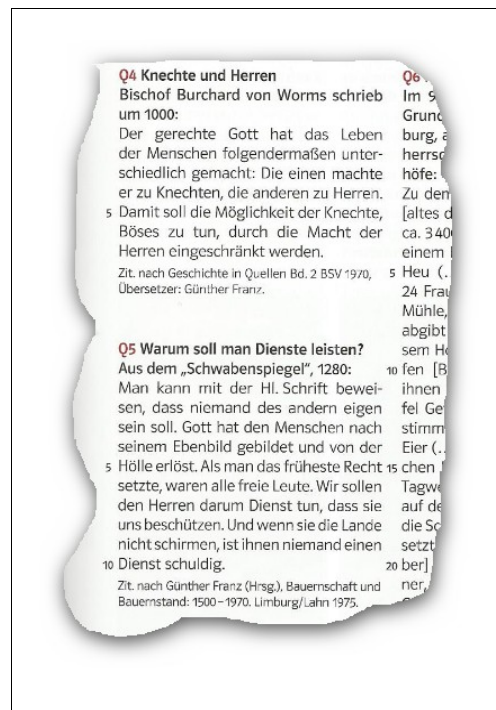 Q4 Knechte und Herren
Bischof Burchard von Worms schrieb
um 1000:
Der gerechte Gott hat das Leben
der Menschen folgendermaßen unter-
schiedlich gemacht: Die einen machte
er zu Knechten, die anderen zu Herren.
5 Damit soll die Möglichkeit der Knechte,
Böses zu tun, durch die Macht der
Herren eingeschränkt werden.
Zit. nach Geschichte in Quellen Bd. 2 BSV 1970,
Übersetzer: Günther Franz.
Q5 Warum soll man Dienste leisten?
Aus dem „Schwabenspiegel“, 1280:
Man kann mit der Hl. Schrift bewei-
sen, dass niemand des andern eigen
sein soll. Gott hat den Menschen nach
seinem Ebenbild gebildet und von der
5 Hölle erlöst. Als man das früheste Recht
setzte, waren alle freie Leute. Wir sollen
den Herren darum Dienst tun, dass sie
uns beschützen. Und wenn sie die Lande
nicht schirmen, ist ihnen niemand einen
10 Dienst schuldig.
Zit. nach Günther Franz (Hrsg.), Bauernschaft und
Bauernstand: 1500–1970. Limburg/Lahn 1975.
Q6
Im
Grund
burg,
herrsc
höfe:
Zu den
[altes d
ca. 340
einem
5 Heu (.
24 Frau
Mühle,
abgibt
sem Ho
10 fen [B
ihnen
fel Ge
stimm
Eier (.
15 chen
Tagwe
auf de
die Sc
setzt
20 ber]
ner,